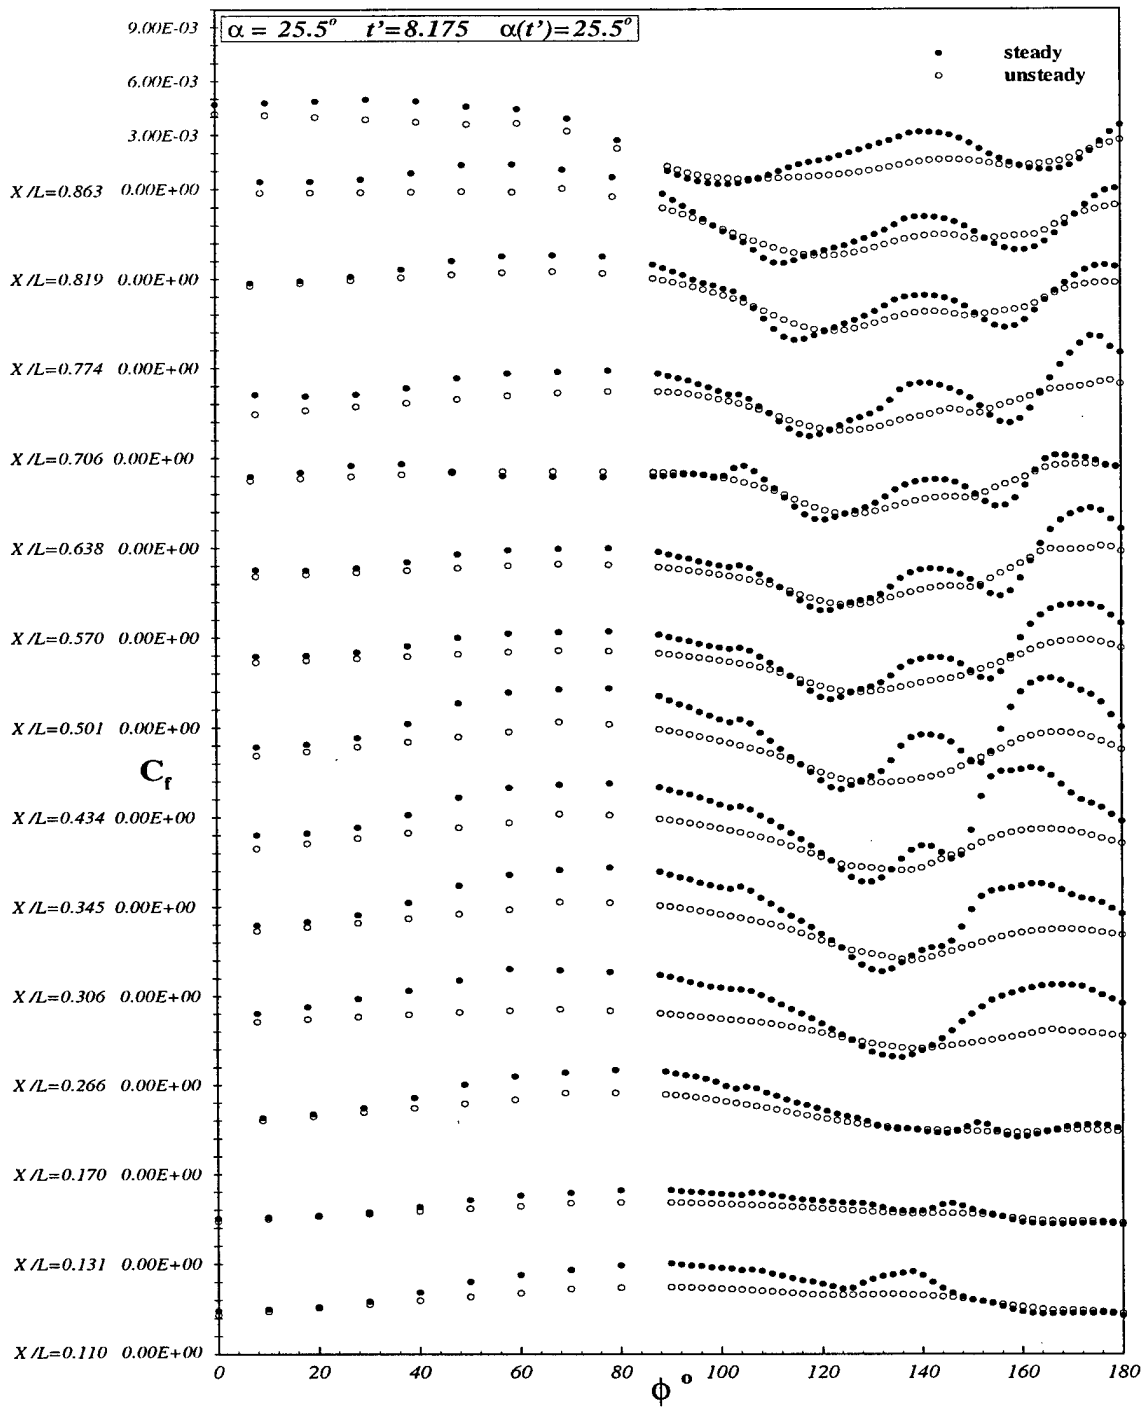 9.00E-03
α = 25.5° t'=8.175 α(t')=25.5°
steady
6.00E-03
unsteady
3.00E-03
X/L=0.863 0.00E+00
X/L=0.819 0.00E+00
X/L=0.774 0.00E+00
X/L=0.706 0.00E+00
X/L=0.638 0.00E+00
X/L=0.570 0.00E+00
X/L=0.501 0.00E+00
Cf
X/L=0.434 0.00E+00
X/L=0.345 0.00E+00
X/L=0.306 0.00E+00
X/L=0.266 0.00E+00
X/L=0.170 0.00E+00
X/L=0.131 0.00E+00
X/L=0.110 0.00E+00
0 20 40 60 80 100 120 140 160 180
ϕ °